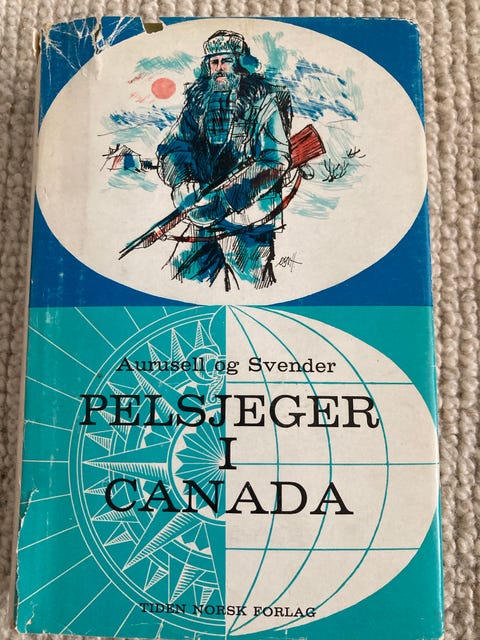 Aurusell og Svender
PELSJEGER
I
CANADA
TIDEN NORSK FORLAG